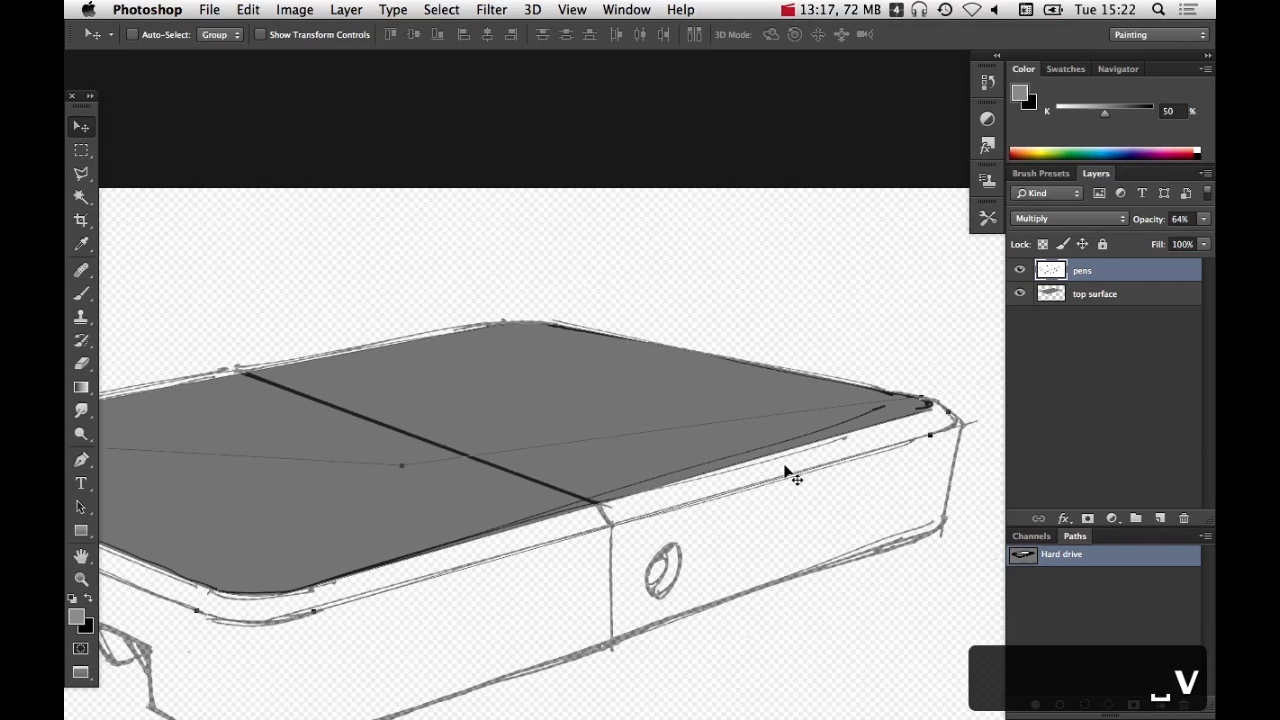 Photoshop File Edit Image Layer Type Select Filter 3D View Window Help 13:17, 72 MB 4 Tue 15:22
Auto-Select: Group Show Transform Controls 3D Mode: Painting
Color Swatches Navigator
K 50 %
Brush Presets Layers
Kind
Multiply Opacity: 64%
Lock: Fill: 100%
pens
top surface
fx
Channels Paths
Hard drive
␣V